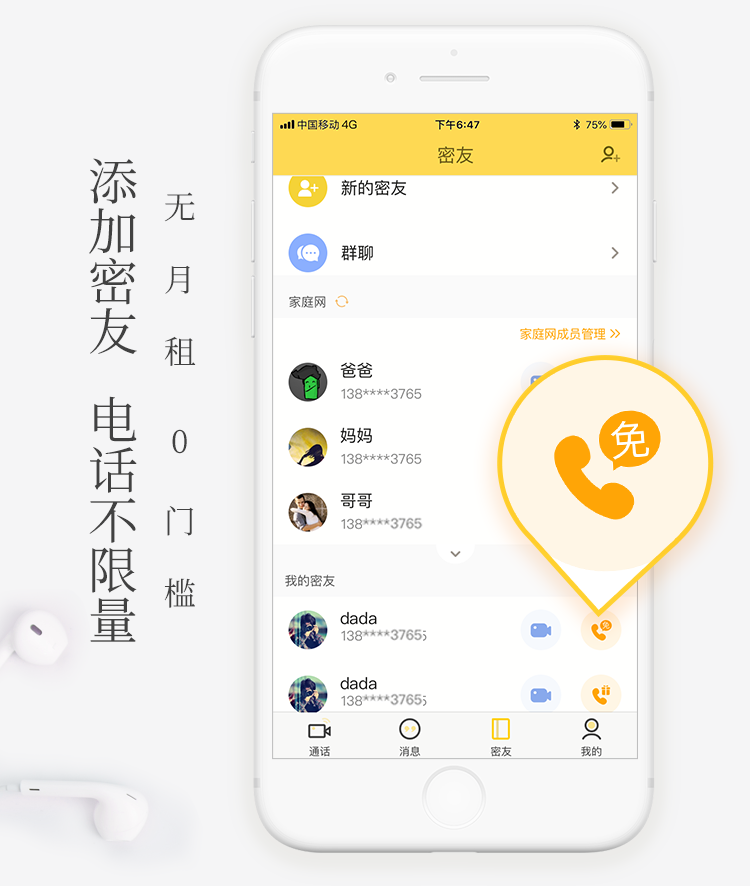 添加密友 电话不限量
无月租0门槛
中国移动 4G 下午6:47 75%
密友
新的密友
群聊
家庭网
家庭网成员管理
爸爸
138****3765
妈妈
138****3765
哥哥
138****3765
免
我的密友
dada
138****3765
免
dada
138****3765
通话 消息 密友 我的